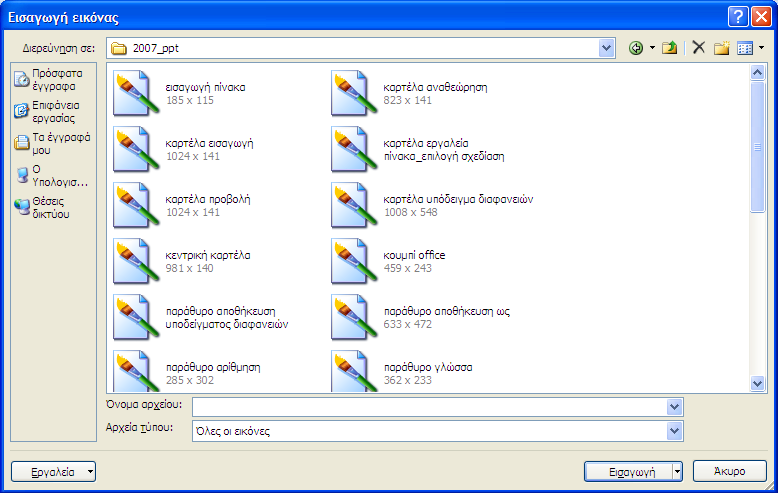 Εισαγωγή εικόνας
Διερεύνηση σε:
2007_ppt
Πρόσφατα
έγγραφα
Επιφάνεια
εργασίας
Τα έγγραφά
μου
Ο
Υπολογισ...
Θέσεις
δικτύου
εισαγωγή πίνακα
185 x 115
καρτέλα αναθεώρηση
823 x 141
καρτέλα εισαγωγή
1024 x 141
καρτέλα εργαλεία
πίνακα_επιλογή σχεδίαση
καρτέλα προβολή
1024 x 141
καρτέλα υπόδειγμα διαφανειών
1008 x 548
κεντρική καρτέλα
981 x 140
κουμπί office
459 x 243
παράθυρο αποθήκευση
υποδείγματος διαφανειών
παράθυρο αποθήκευση ως
633 x 472
παράθυρο αρίθμηση
285 x 302
παράθυρο γλώσσα
362 x 233
Όνομα αρχείου:
Αρχεία τύπου:
Όλες οι εικόνες
Εργαλεία
Εισαγωγή
Άκυρο